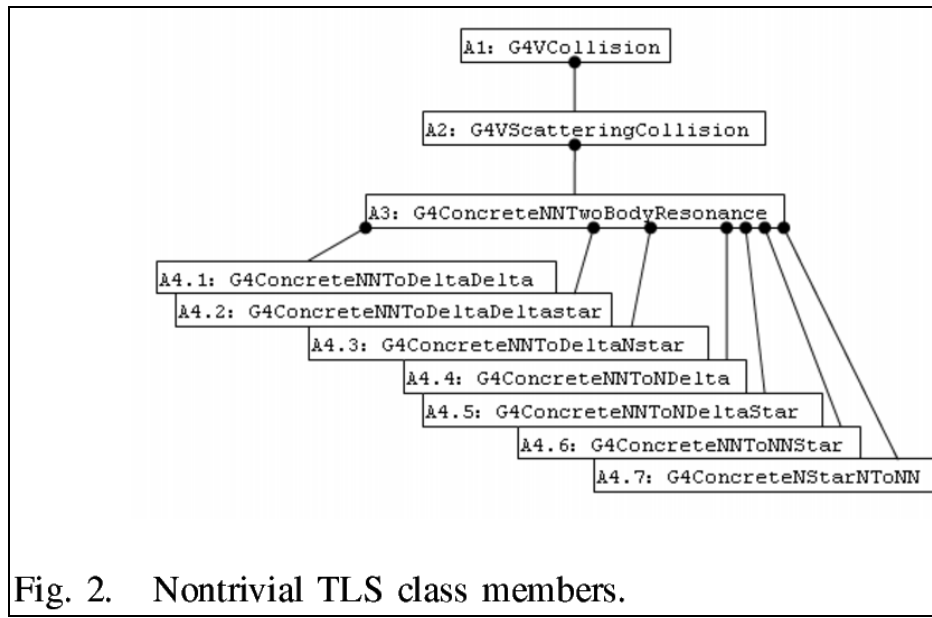 A1: G4VCollision
A2: G4VScatteringCollision
A3: G4ConcreteNNTwoBodyResonance
A4.1: G4ConcreteNNToDeltaDelta
A4.2: G4ConcreteNNToDeltaDeltastar
A4.3: G4ConcreteNNToDeltaNstar
A4.4: G4ConcreteNNToNDelta
A4.5: G4ConcreteNNToNDeltaStar
A4.6: G4ConcreteNNToNNStar
A4.7: G4ConcreteNStarNToNN
Fig. 2. Nontrivial TLS class members.